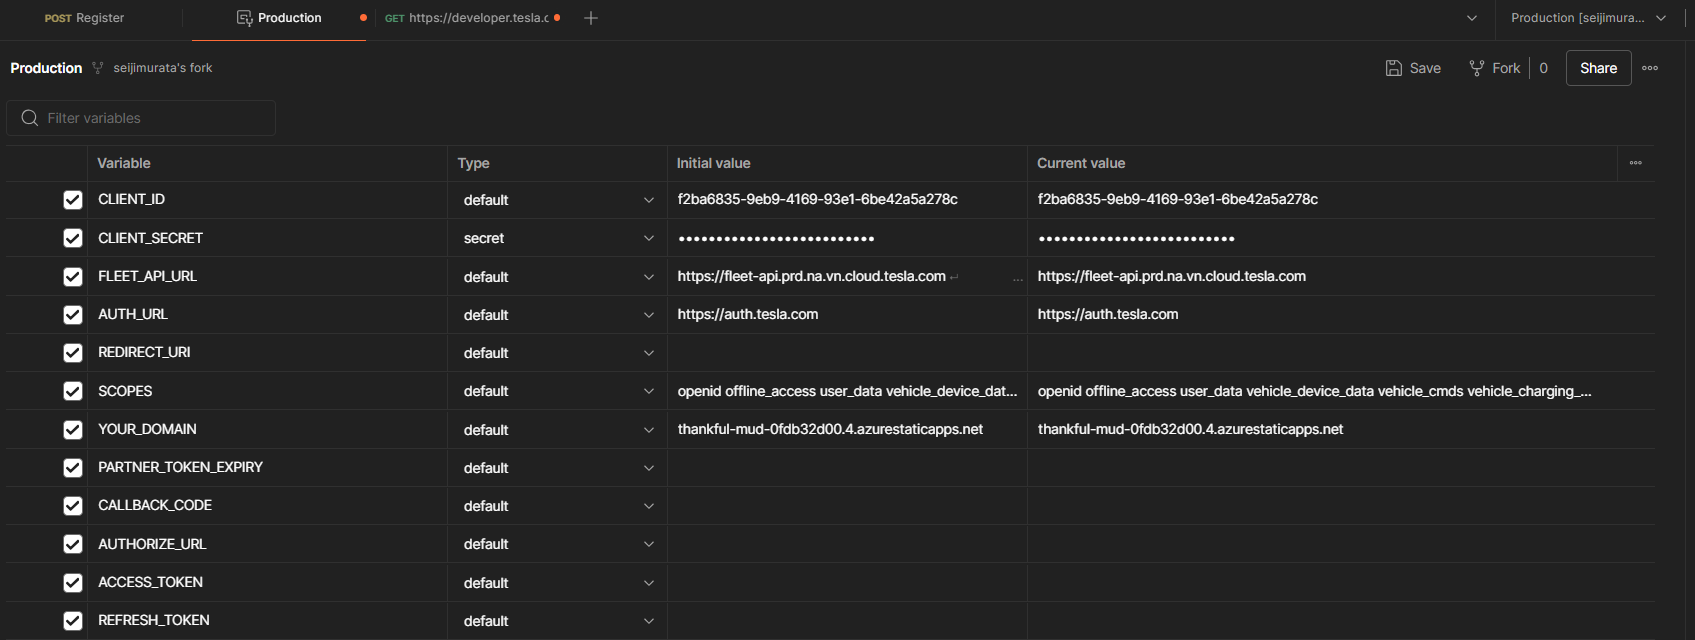 POST Register Production GET https://developer.tesla.c Production [seijimura...
Production seijimurata's fork Save Fork 0 Share
Filter variables
Variable Type Initial value Current value
CLIENT_ID default f2ba6835-9eb9-4169-93e1-6be42a5a278c f2ba6835-9eb9-4169-93e1-6be42a5a278c
CLIENT_SECRET secret •••••••••••••••••••••••••• ••••••••••••••••••••••••••
FLEET_API_URL default https://fleet-api.prd.na.vn.cloud.tesla.com ↵ ... https://fleet-api.prd.na.vn.cloud.tesla.com
AUTH_URL default https://auth.tesla.com https://auth.tesla.com
REDIRECT_URI default
SCOPES default openid offline_access user_data vehicle_device_dat... openid offline_access user_data vehicle_device_data vehicle_cmds vehicle_charging_...
YOUR_DOMAIN default thankful-mud-0fdb32d00.4.azurestaticapps.net thankful-mud-0fdb32d00.4.azurestaticapps.net
PARTNER_TOKEN_EXPIRY default
CALLBACK_CODE default
AUTHORIZE_URL default
ACCESS_TOKEN default
REFRESH_TOKEN default